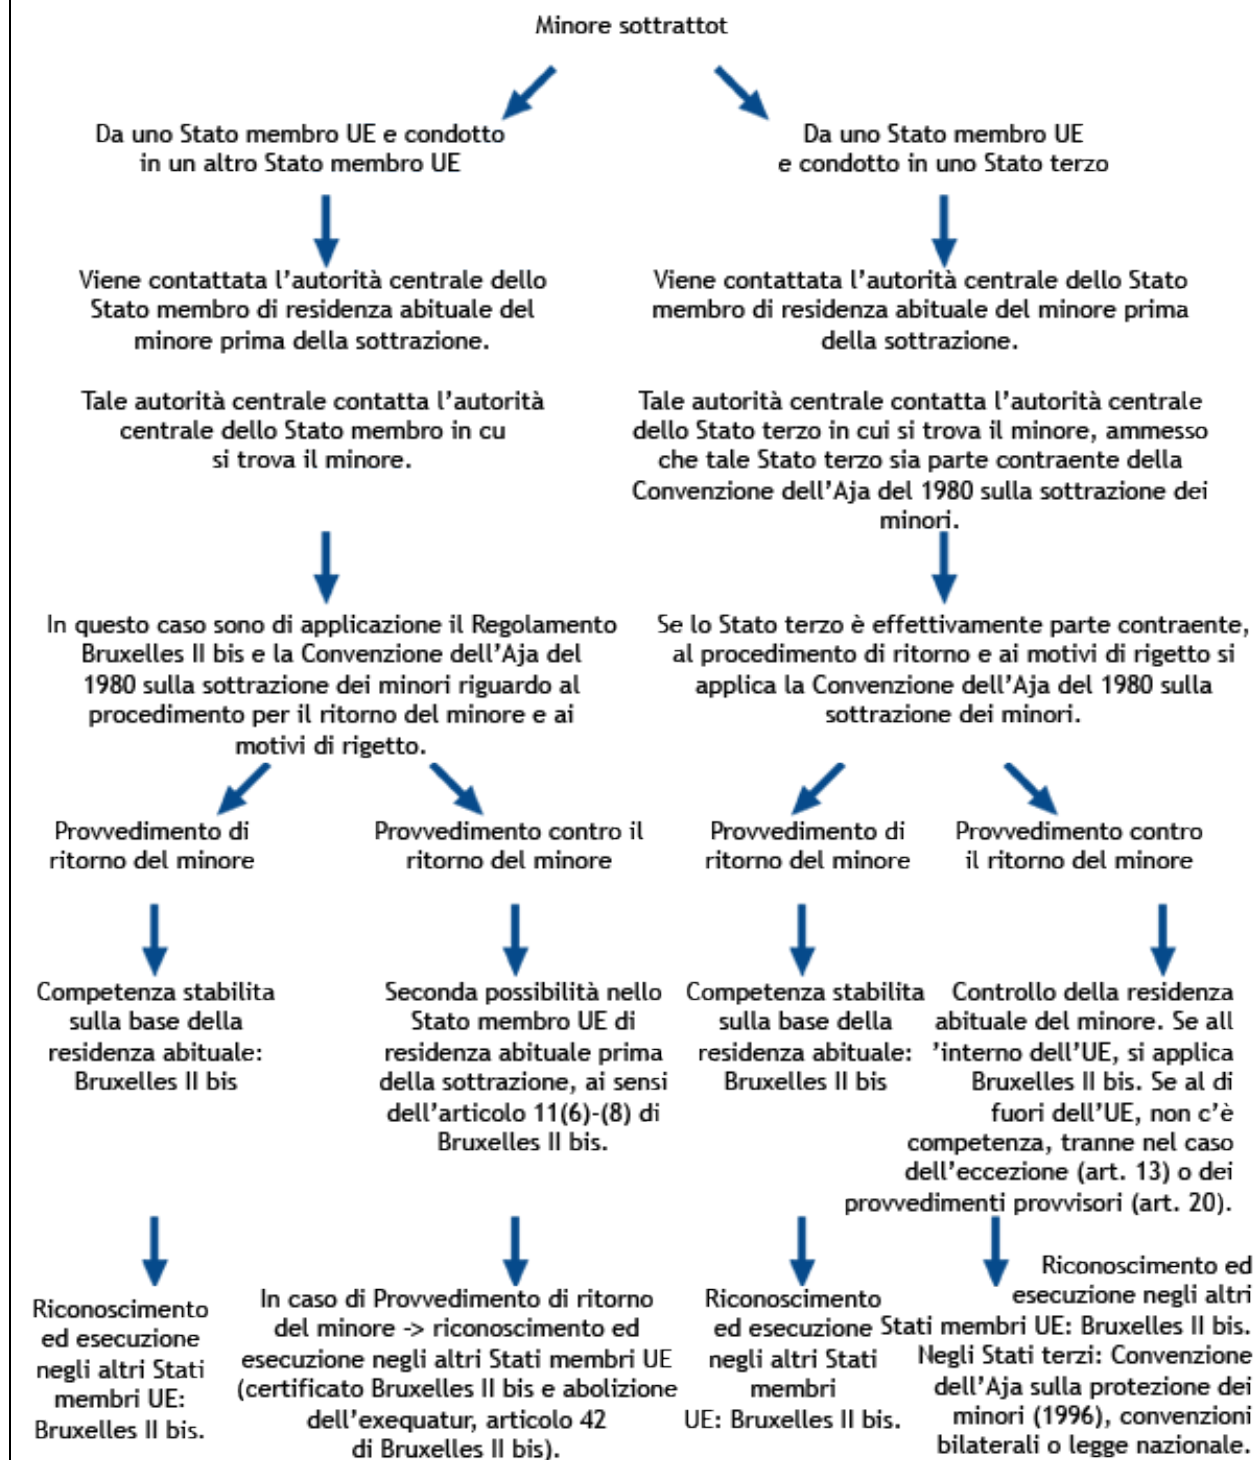 Minore sottrattot
Da uno Stato membro UE e condotto
in un altro Stato membro UE
Da uno Stato membro UE
e condotto in uno Stato terzo
Viene contattata l'autorità centrale dello
Stato membro di residenza abituale del
minore prima della sottrazione.
Viene contattata l'autorità centrale dello Stato
membro di residenza abituale del minore prima
della sottrazione.
Tale autorità centrale contatta l'autorità
centrale dello Stato membro in cu
si trova il minore.
Tale autorità centrale contatta l'autorità centrale
dello Stato terzo in cui si trova il minore, ammesso
che tale Stato terzo sia parte contraente della
Convenzione dell'Aja del 1980 sulla sottrazione dei
minori.
In questo caso sono di applicazione il Regolamento
Bruxelles II bis e la Convenzione dell'Aja del
1980 sulla sottrazione dei minori riguardo al
procedimento per il ritorno del minore e ai
motivi di rigetto.
Se lo Stato terzo è effettivamente parte contraente,
al procedimento di ritorno e ai motivi di rigetto si
applica la Convenzione dell'Aja del 1980 sulla
sottrazione dei minori.
Provvedimento di
ritorno del minore
Provvedimento contro il
ritorno del minore
Provvedimento di
ritorno del minore
Provvedimento contro
il ritorno del minore
Competenza stabilita
sulla base della
residenza abituale:
Bruxelles II bis
Seconda possibilità nello
Stato membro UE di
residenza abituale prima
della sottrazione, ai sensi
dell'articolo 11(6)-(8) di
Bruxelles II bis.
Competenza stabilita
sulla base della
residenza abituale:
Bruxelles II bis
Controllo della residenza
abituale del minore. Se all
'interno dell'UE, si applica
Bruxelles II bis. Se al di
fuori dell'UE, non c'è
competenza, tranne nel caso
dell'eccezione (art. 13) o dei
provvedimenti provvisori (art. 20).
Riconoscimento
ed esecuzione
negli altri Stati
membri UE:
Bruxelles II bis.
In caso di Provvedimento di ritorno
del minore -> riconoscimento ed
esecuzione negli altri Stati membri UE
(certificato Bruxelles II bis e abolizione
dell'exequatur, articolo 42
di Bruxelles II bis).
Riconoscimento
ed esecuzione
negli altri Stati
membri
UE: Bruxelles II bis.
Riconoscimento ed
esecuzione negli altri
Stati membri UE: Bruxelles II bis.
Negli Stati terzi: Convenzione
dell'Aja sulla protezione dei
minori (1996), convenzioni
bilaterali o legge nazionale.